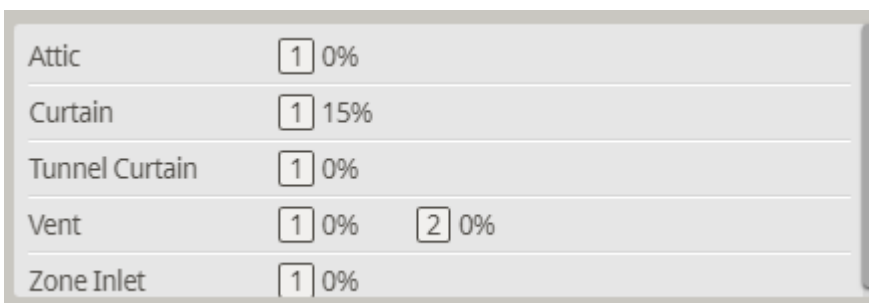 Attic 1 0%
Curtain 1 15%
Tunnel Curtain 1 0%
Vent 1 0% 2 0%
Zone Inlet 1 0%